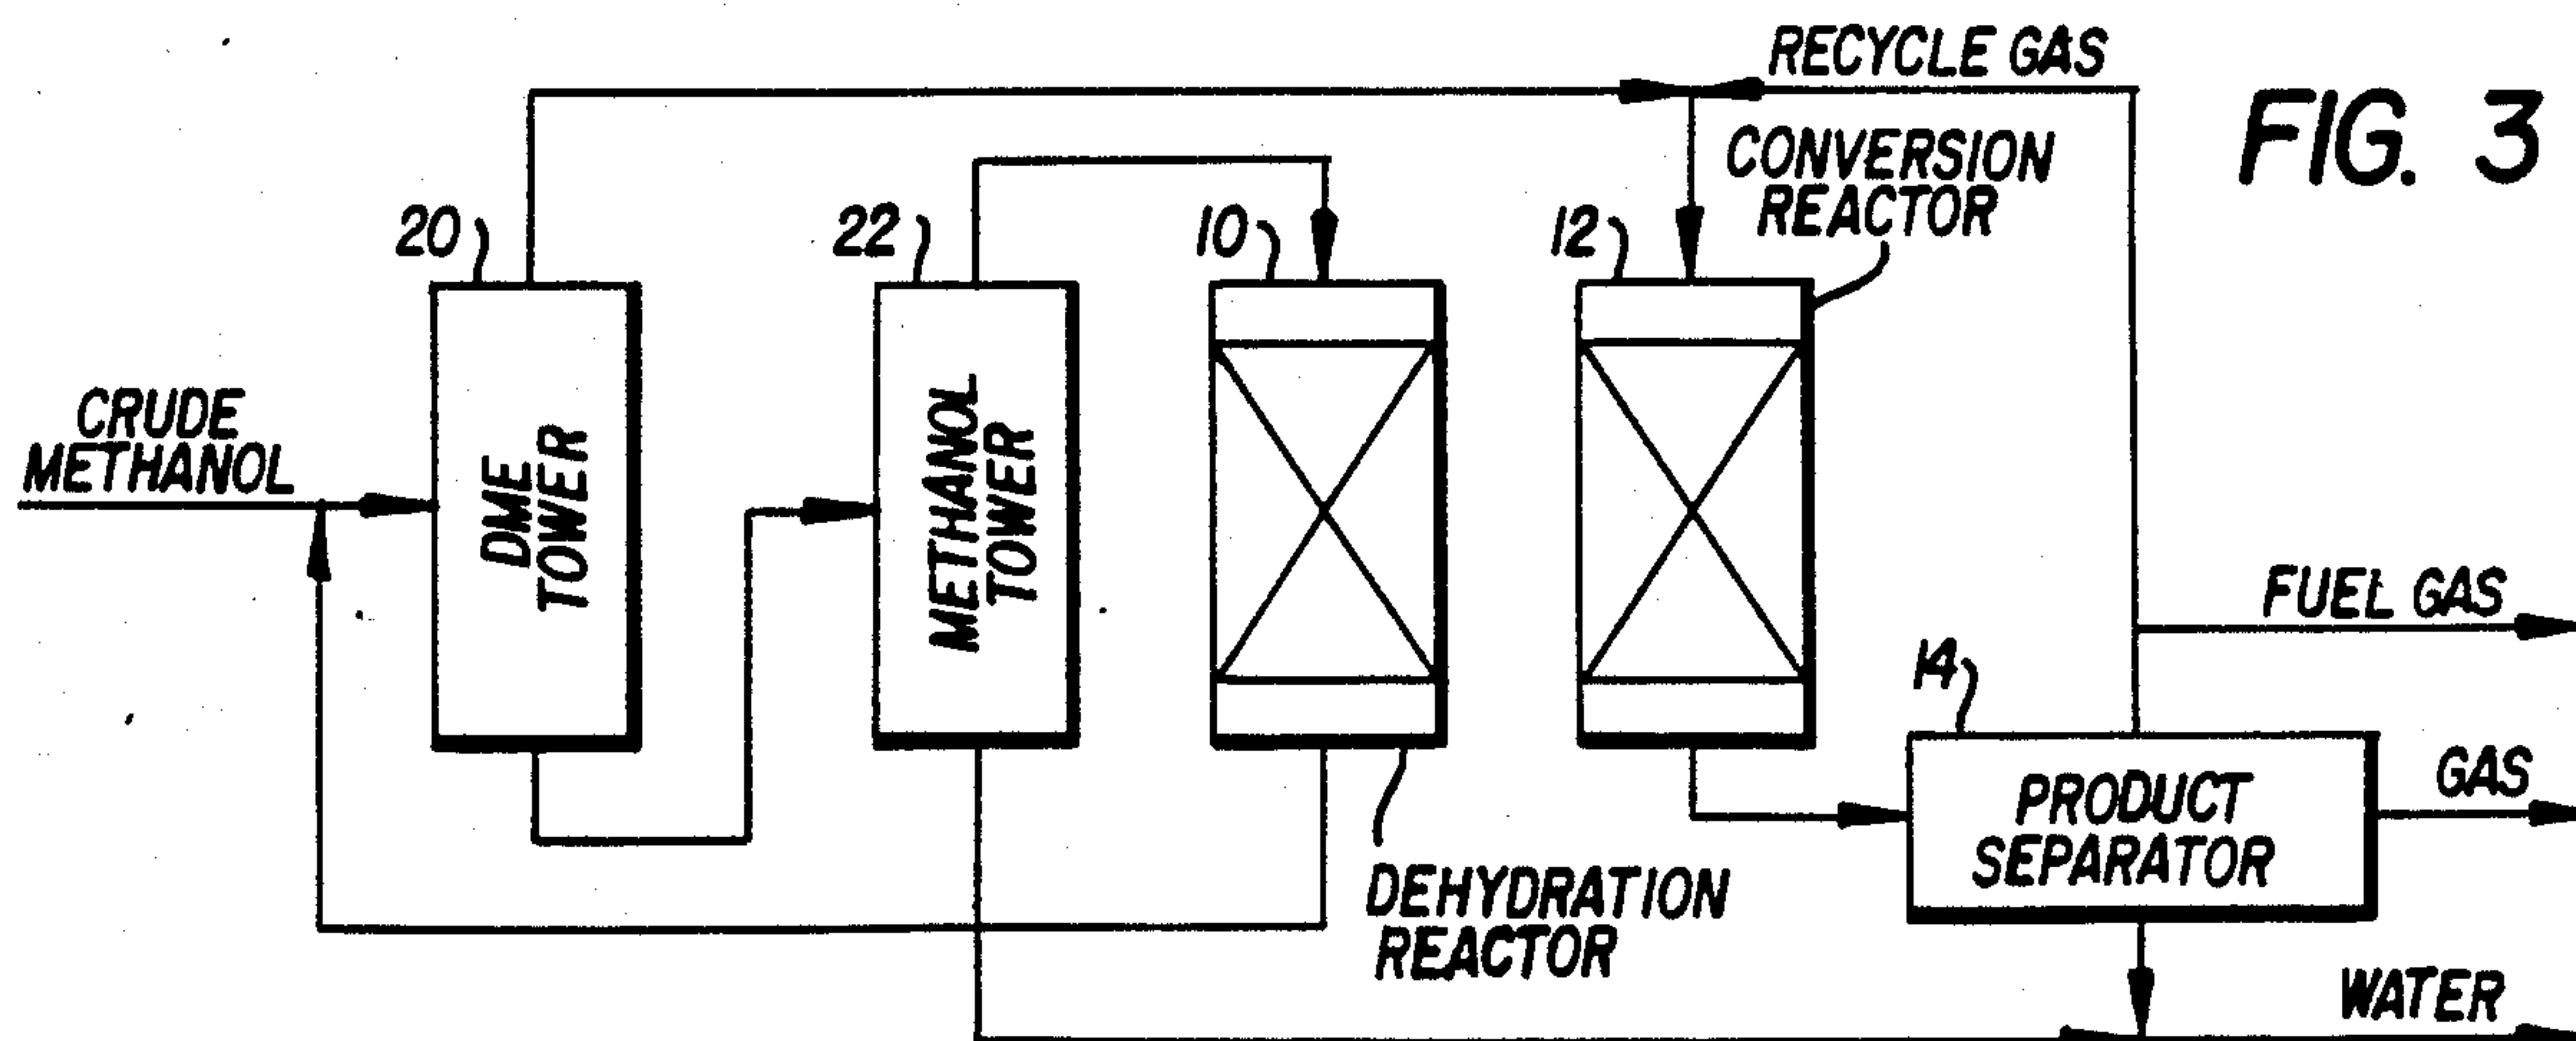 RECYCLE GAS
FIG. 3
CONVERSION
REACTOR
20
22
10
12
CRUDE
METHANOL
DME
TOWER
METHANOL
TOWER
FUEL GAS
14
GAS
PRODUCT
SEPARATOR
DEHYDRATION
REACTOR
WATER